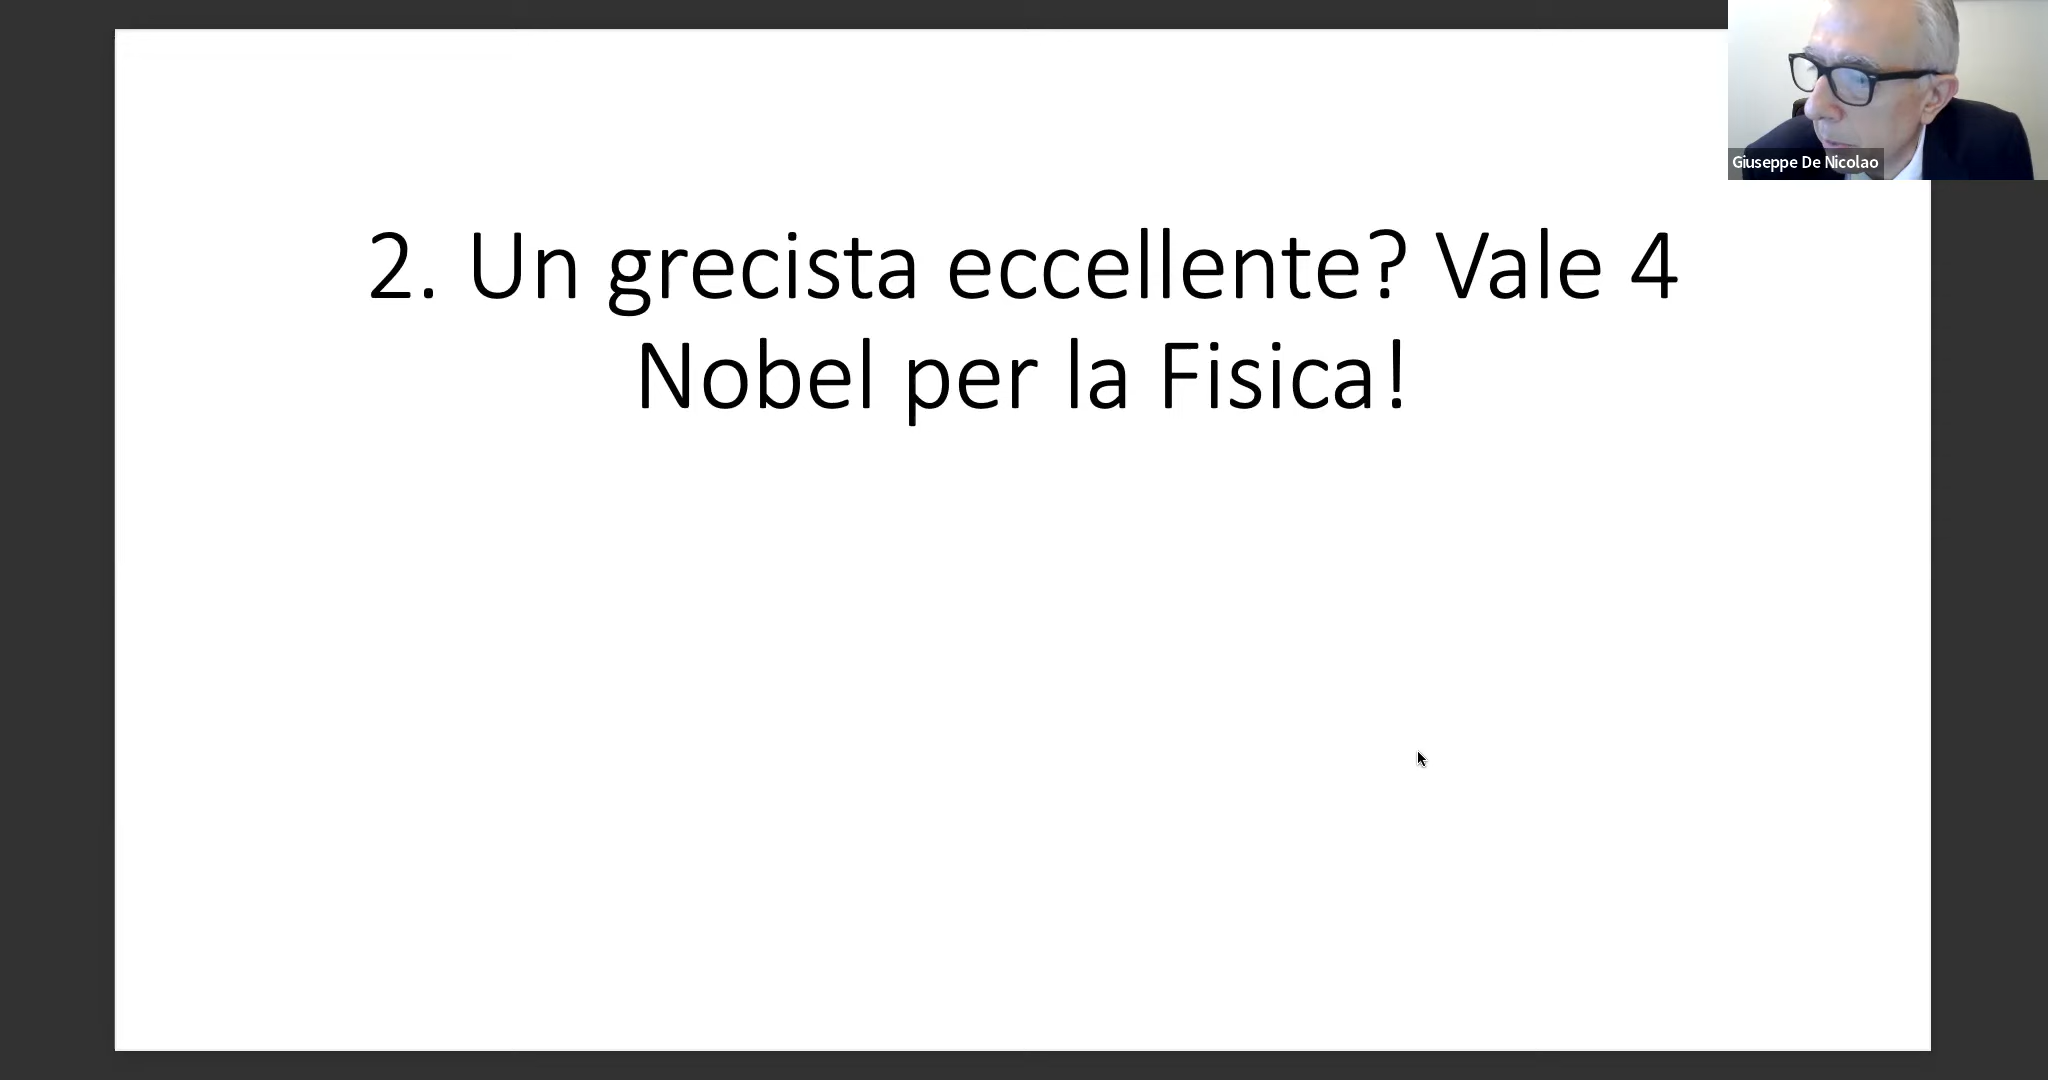 2. Un grecista eccellente? Vale 4
Nobel per la Fisica!
Giuseppe De Nicolao